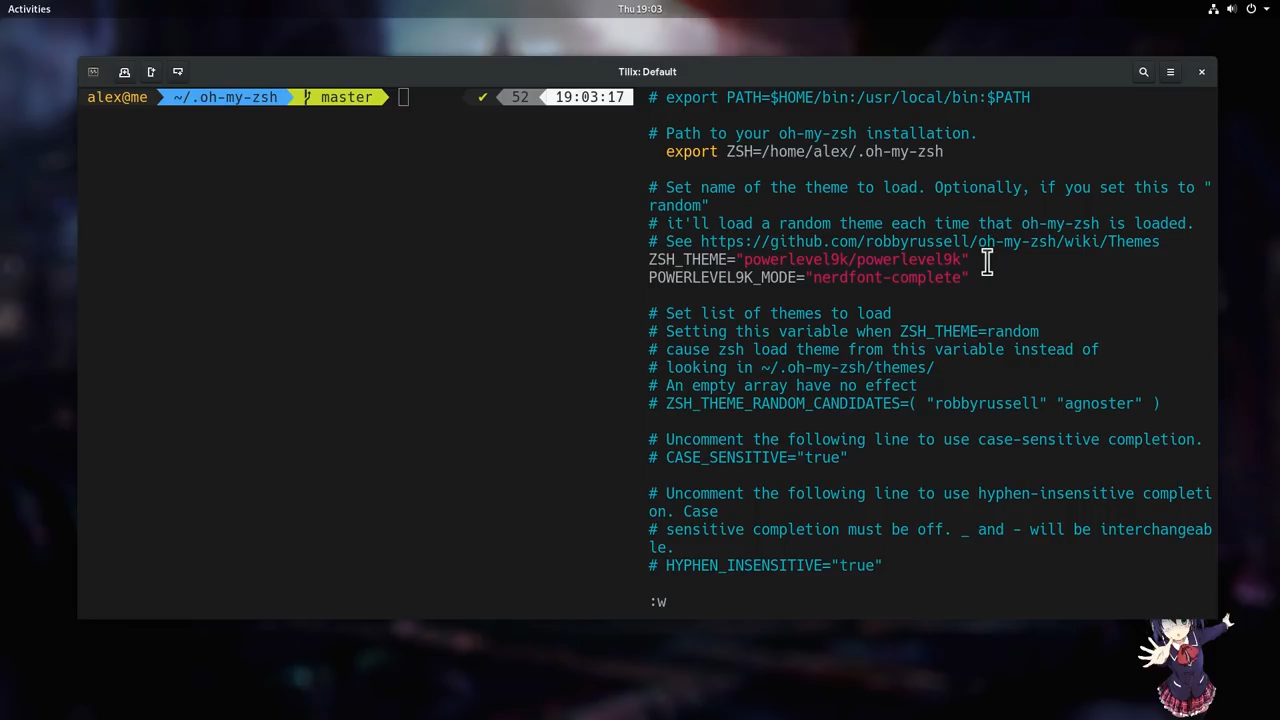 Activities
Thu 19:03
Tilix: Default
alex@me ~/.oh-my-zsh master ✔ 52 19:03:17
# export PATH=$HOME/bin:/usr/local/bin:$PATH
# Path to your oh-my-zsh installation.
export ZSH=/home/alex/.oh-my-zsh
# Set name of the theme to load. Optionally, if you set this to "
random"
# it'll load a random theme each time that oh-my-zsh is loaded.
# See https://github.com/robbyrussell/oh-my-zsh/wiki/Themes
ZSH_THEME="powerlevel9k/powerlevel9k"
POWERLEVEL9K_MODE="nerdfont-complete"
# Set list of themes to load
# Setting this variable when ZSH_THEME=random
# cause zsh load theme from this variable instead of
# looking in ~/.oh-my-zsh/themes/
# An empty array have no effect
# ZSH_THEME_RANDOM_CANDIDATES=( "robbyrussell" "agnoster" )
# Uncomment the following line to use case-sensitive completion.
# CASE_SENSITIVE="true"
# Uncomment the following line to use hyphen-insensitive completi
on. Case
# sensitive completion must be off. _ and - will be interchangeab
le.
# HYPHEN_INSENSITIVE="true"
:w